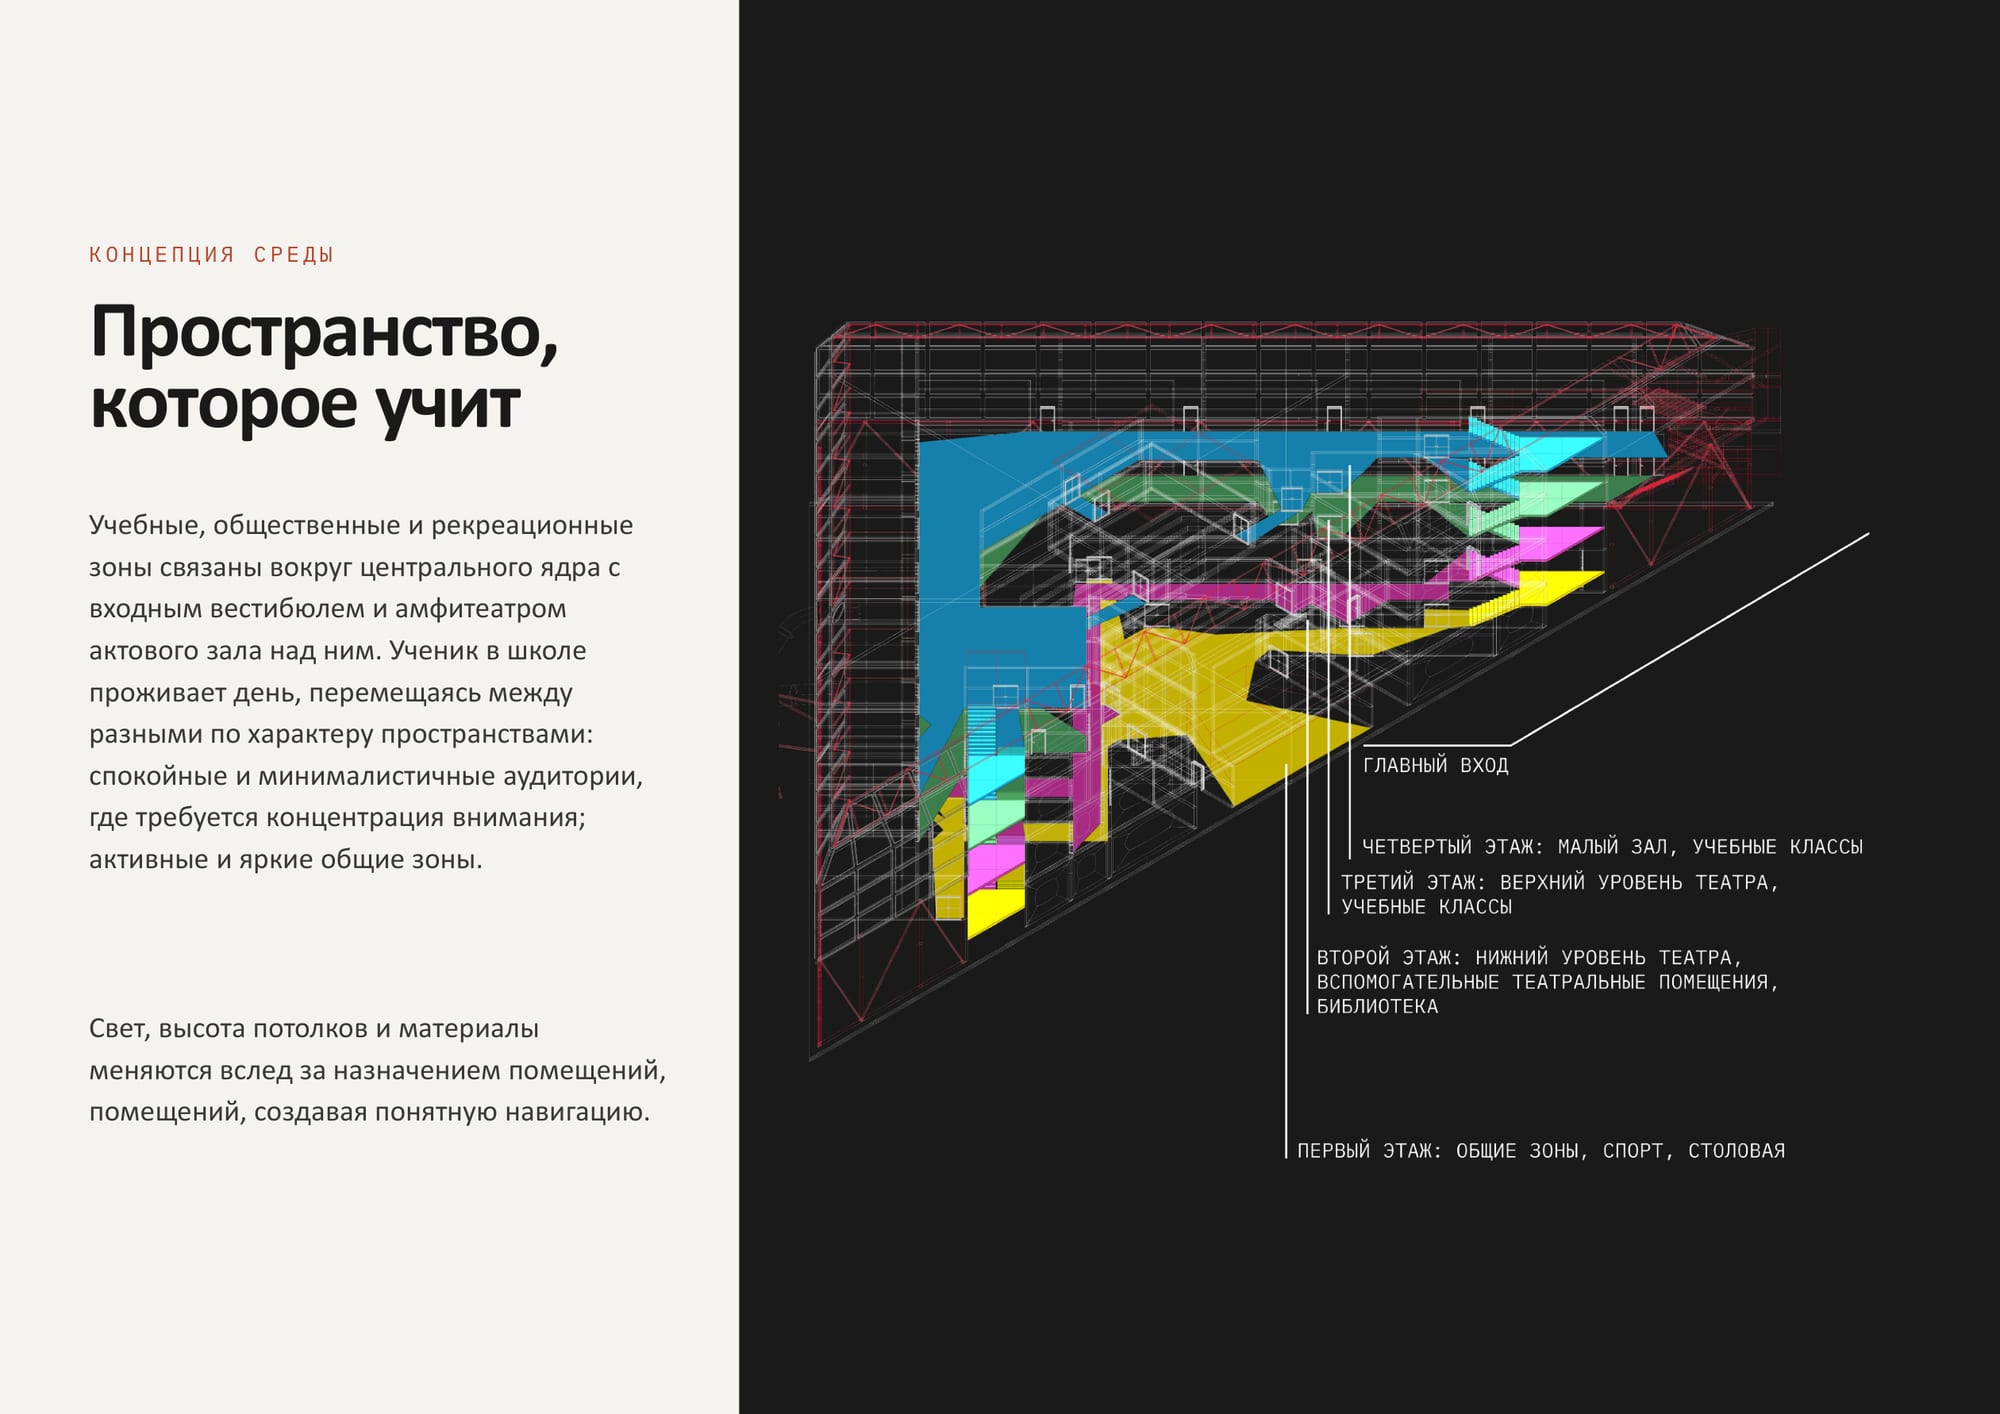 КОНЦЕПЦИЯ СРЕДЫ
Пространство,
которое учит
Учебные, общественные и рекреационные
зоны связаны вокруг центрального ядра с
входным вестибюлем и амфитеатром
актового зала над ним. Ученик в школе
проживает день, перемещаясь между
разными по характеру пространствами:
спокойные и минималистичные аудитории,
где требуется концентрация внимания;
активные и яркие общие зоны.
Свет, высота потолков и материалы
меняются вслед за назначением помещений,
помещений, создавая понятную навигацию.
ГЛАВНЫЙ ВХОД
ЧЕТВЕРТЫЙ ЭТАЖ: МАЛЫЙ ЗАЛ, УЧЕБНЫЕ КЛАССЫ
ТРЕТИЙ ЭТАЖ: ВЕРХНИЙ УРОВЕНЬ ТЕАТРА,
УЧЕБНЫЕ КЛАССЫ
ВТОРОЙ ЭТАЖ: НИЖНИЙ УРОВЕНЬ ТЕАТРА,
ВСПОМОГАТЕЛЬНЫЕ ТЕАТРАЛЬНЫЕ ПОМЕЩЕНИЯ,
БИБЛИОТЕКА
ПЕРВЫЙ ЭТАЖ: ОБЩИЕ ЗОНЫ, СПОРТ, СТОЛОВАЯ